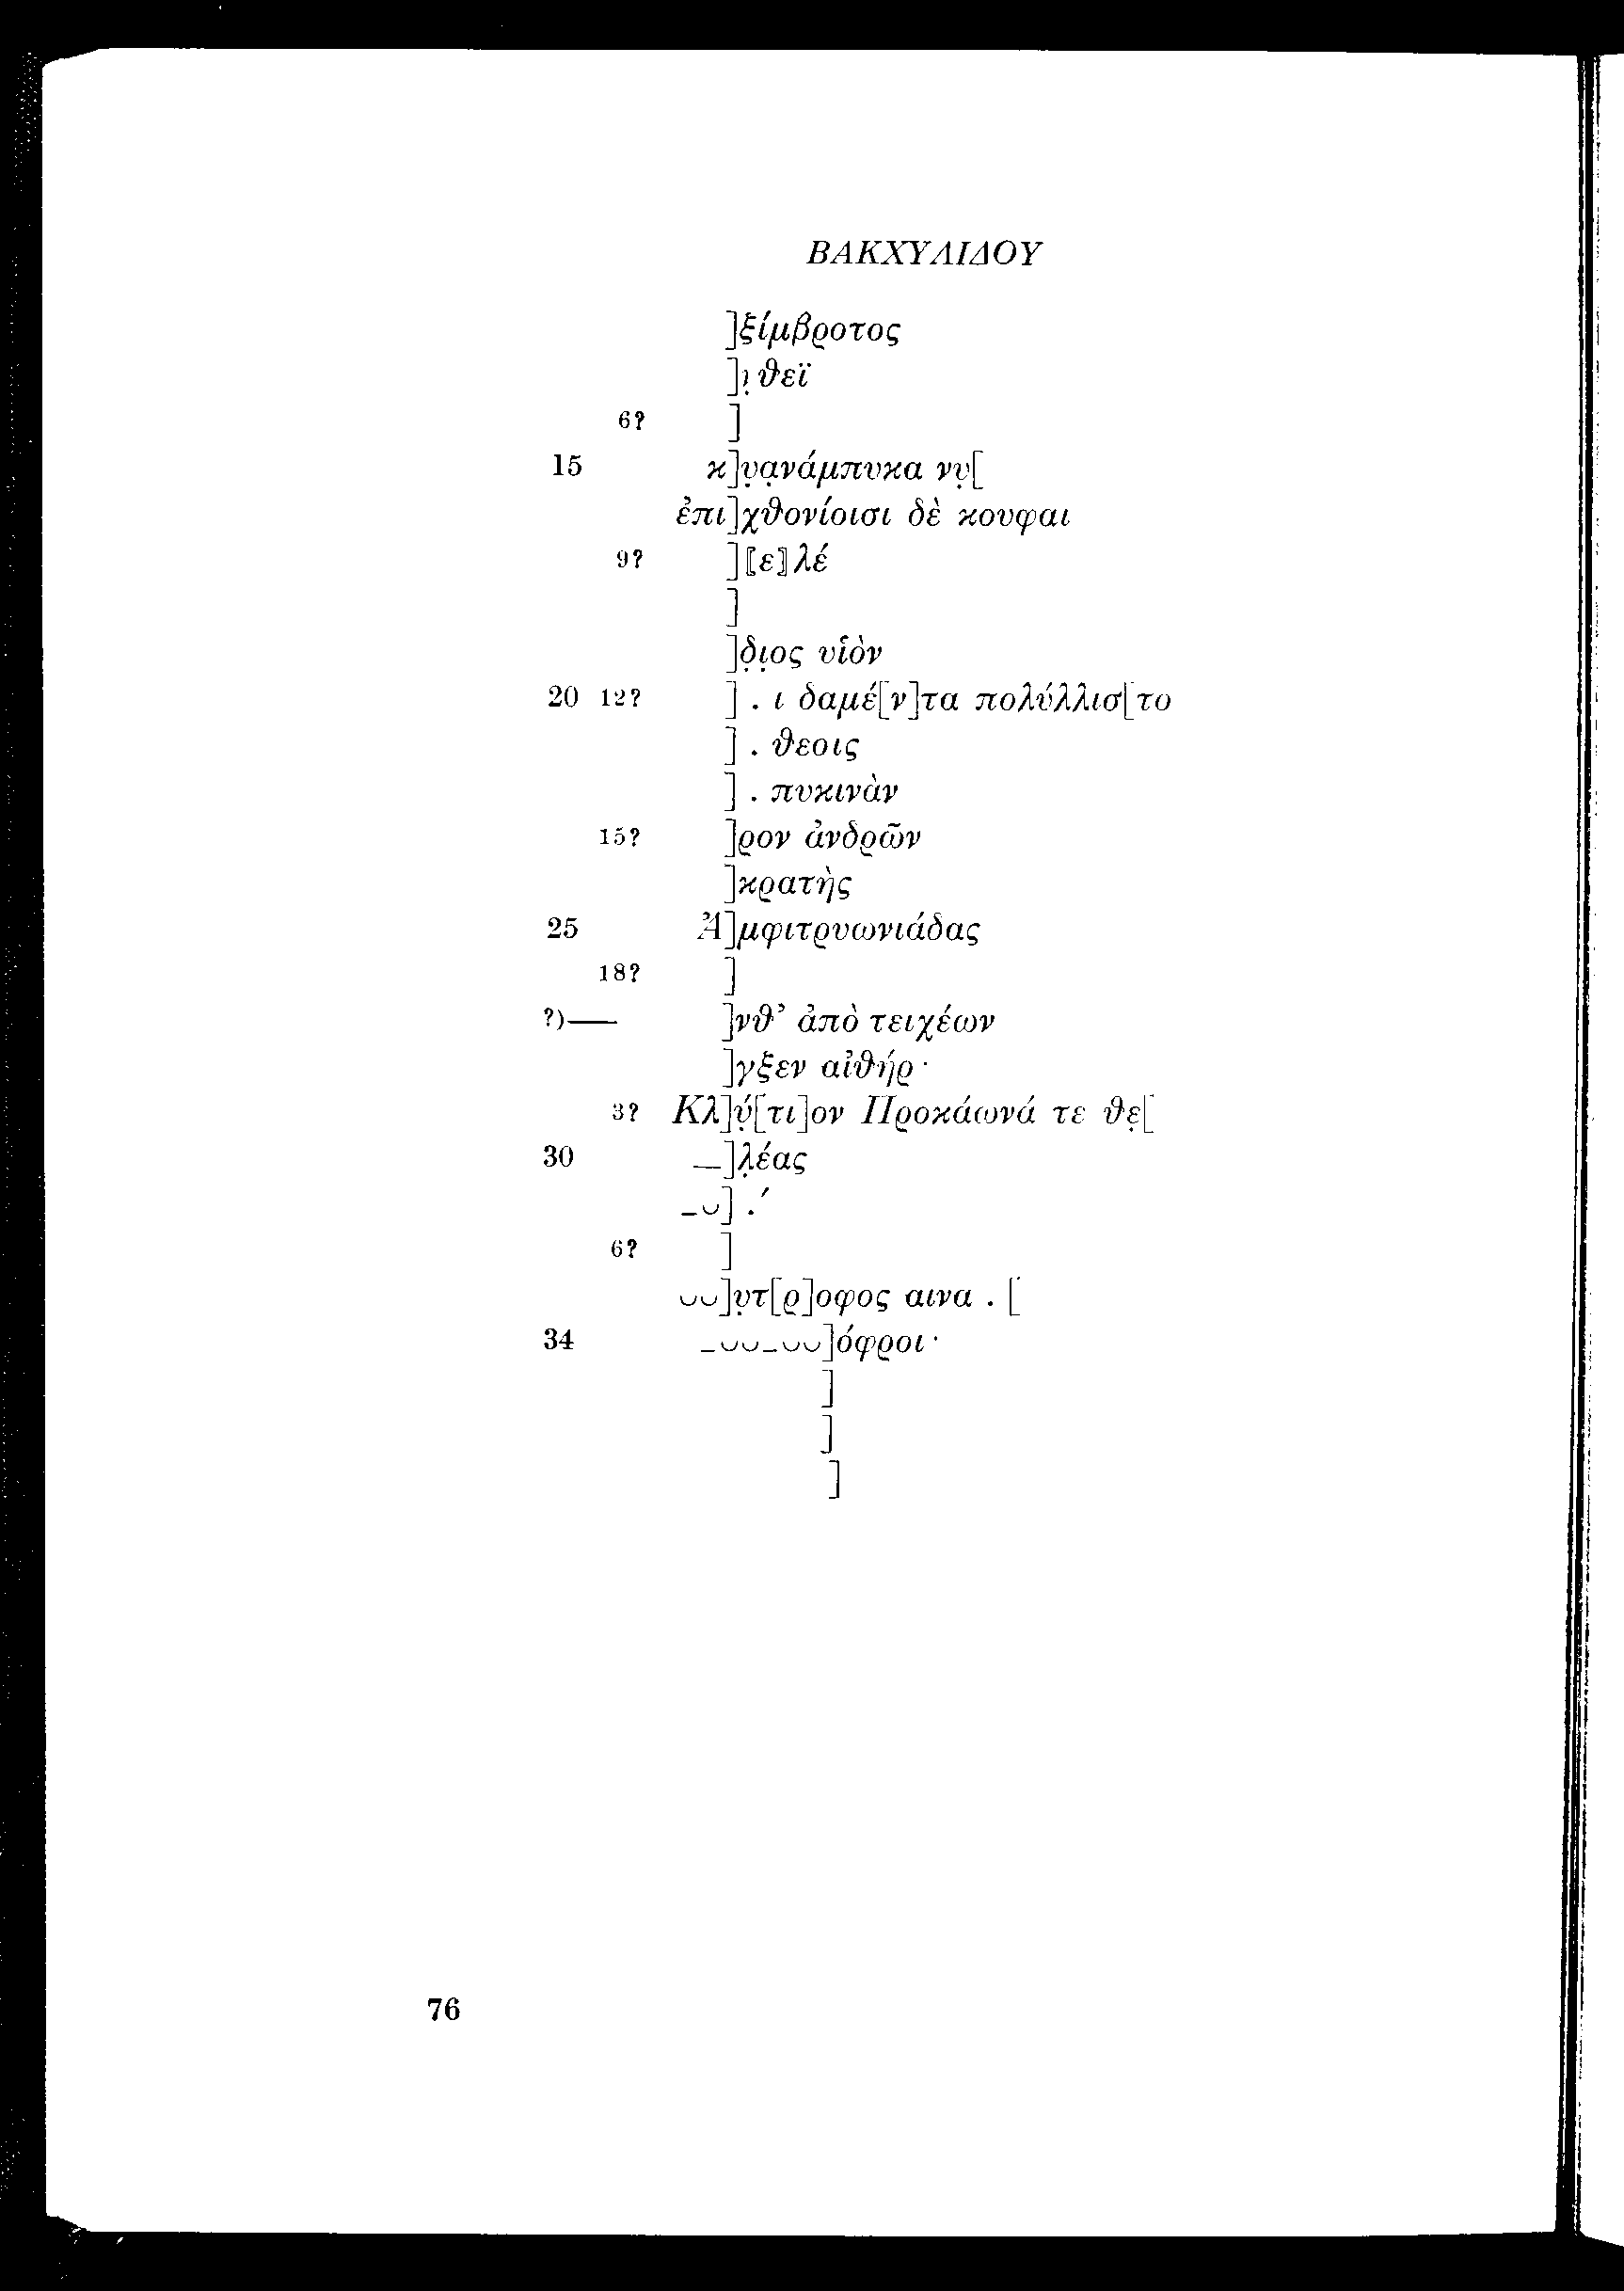 ΒΑΚΧΥΛΙΔΟΥ
]ξίμβροτος
]ι̣ θεϊ
6? ]
15 κ]υ̣α̣νάμπυκα νυ̣[
ἐπι]χθονίοισι δὲ κουφαι
9? ]⟦ε⟧λέ
]
]δ̣ι̣ος υἱὸν
20 12? ] . ι δαμέ[ν]τα πολύλλισ[το
] . θεοις
] . πυκινὰν
15? ]ρον ἀνδρῶν
]κρατὴς
25 Ἀ]μφιτρυωνιάδας
18? ]
?)— ]νθ’ ἀπὸ τειχέων
]γξεν αἰθήρ·
3? Κλ]ύ̣[τι]ον Προκάωνά τε θε̣[
30 –]λ̣έας
–⏑] .́
6? ]
⏑⏑]υ̣τ[ρ]οφος αινα . [
34 –⏑⏑–⏑⏑]όφροι·
]
]
]
76